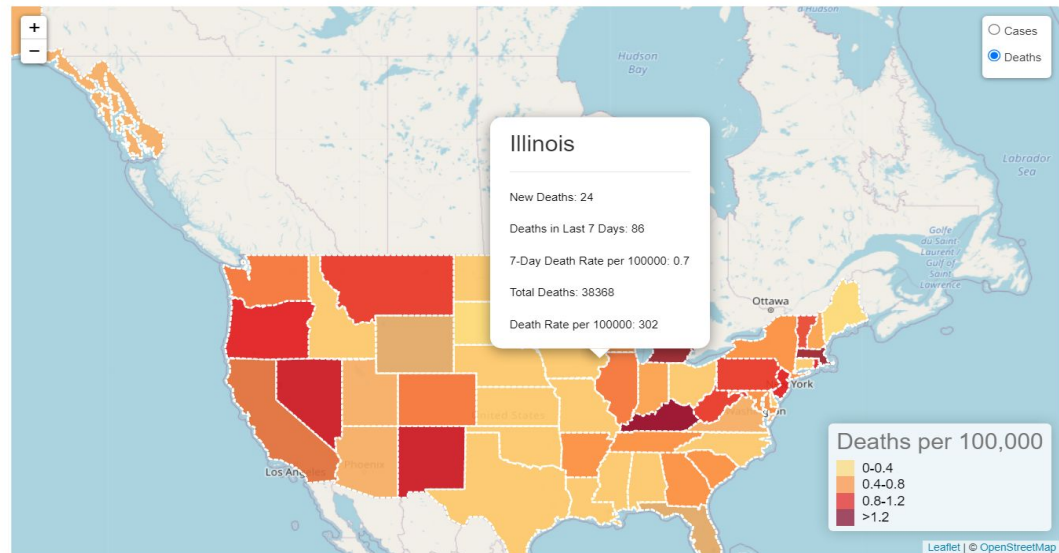 +
−
Hudson
Bay
Cases
Deaths
Illinois
New Deaths: 24
Deaths in Last 7 Days: 86
7-Day Death Rate per 100000: 0.7
Total Deaths: 38368
Death Rate per 100000: 302
Labrador
Sea
Golfe
du Saint-
Laurent
Gulf of
Saint
Lawrence
Ottawa
York
United States
Los Angeles
Phoenix
Deaths per 100,000
0-0.4
0.4-0.8
0.8-1.2
>1.2
Leaflet | © OpenStreetMap